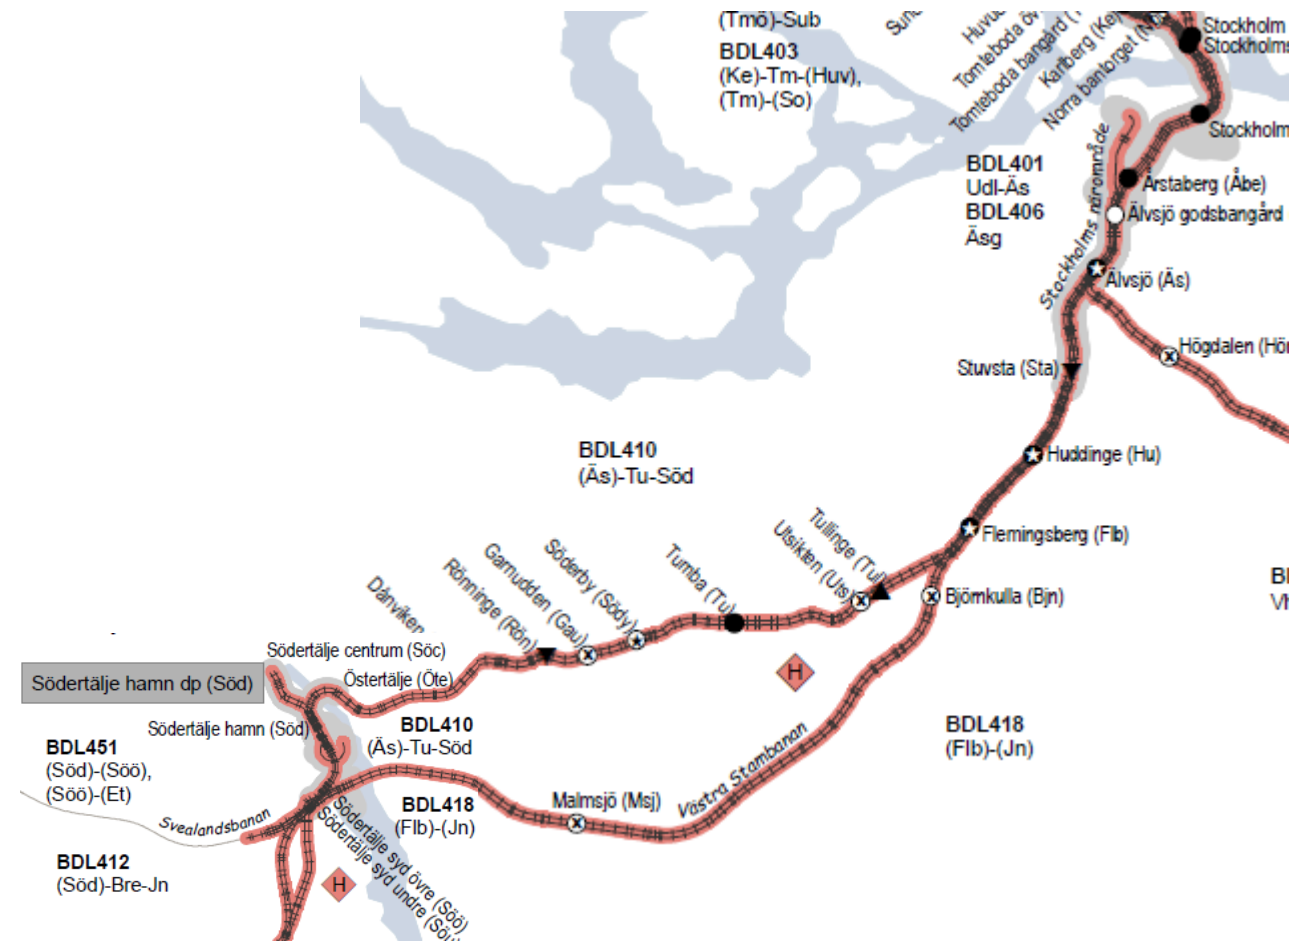 (Tmö)-Sub
BDL403
(Ke)-Tm-(Huv),
(Tm)-(So)
Tomteboda bangård
Karlberg (Ke)
Norra bantorget
Stockholm
Stockholms
Stockholm
BDL401
Udl-Äs
BDL406
Äsg
Stockholms närområde
Årstaberg (Åbe)
Älvsjö godsbangård
Älvsjö (Äs)
Högdalen
Stuvsta (Sta)
Huddinge (Hu)
BDL410
(Äs)-Tu-Söd
Flemingsberg (Flb)
Tullinge (Tul)
Utsikten (Uts)
Tumba (Tu)
Söderby (Södy)
Garnudden (Gau)
Rönninge (Rön)
Dånviken
Björnkulla (Bjn)
H
Södertälje centrum (Söc)
Södertälje hamn dp (Söd)
Östertälje (Öte)
Södertälje hamn (Söd)
BDL410
(Äs)-Tu-Söd
BDL418
(Flb)-(Jn)
BDL451
(Söd)-(Söö),
(Söö)-(Et)
Västra Stambanan
Malmsjö (Msj)
BDL418
(Flb)-(Jn)
Svealandsbanan
Södertälje syd övre (Söö)
Södertälje syd undre
BDL412
(Söd)-Bre-Jn
H